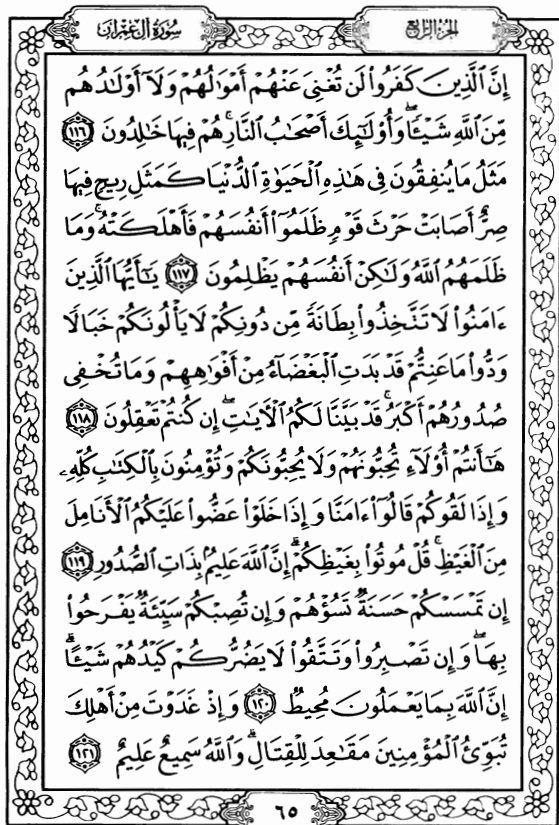 الجزء الرابع
سورة آل عمران
إِنَّ ٱلَّذِينَ كَفَرُواْ لَن تُغْنِيَ عَنْهُمْ أَمْوَٰلُهُمْ وَلَآ أَوْلَٰدُهُم
مِّنَ ٱللَّهِ شَيْـًٔا ۖ وَأُوْلَٰٓئِكَ أَصْحَٰبُ ٱلنَّارِ ۚ هُمْ فِيهَا خَٰلِدُونَ ١١٦
مَثَلُ مَا يُنفِقُونَ فِى هَٰذِهِ ٱلْحَيَوٰةِ ٱلدُّنْيَا كَمَثَلِ رِيحٍ فِيهَا
صِرٌّ أَصَابَتْ حَرْثَ قَوْمٍ ظَلَمُوٓاْ أَنفُسَهُمْ فَأَهْلَكَتْهُ ۚ وَمَا
ظَلَمَهُمُ ٱللَّهُ وَلَٰكِنْ أَنفُسَهُمْ يَظْلِمُونَ ١١٧ يَٰٓأَيُّهَا ٱلَّذِينَ
ءَامَنُواْ لَا تَتَّخِذُواْ بِطَانَةً مِّن دُونِكُمْ لَا يَأْلُونَكُمْ خَبَالًا
وَدُّواْ مَا عَنِتُّمْ قَدْ بَدَتِ ٱلْبَغْضَآءُ مِنْ أَفْوَٰهِهِمْ وَمَا تُخْفِى
صُدُورُهُمْ أَكْبَرُ ۚ قَدْ بَيَّنَّا لَكُمُ ٱلْءَايَٰتِ ۖ إِن كُنتُمْ تَعْقِلُونَ ١١٨
هَٰٓأَنتُمْ أُوْلَآءِ تُحِبُّونَهُمْ وَلَا يُحِبُّونَكُمْ وَتُؤْمِنُونَ بِٱلْكِتَٰبِ كُلِّهِۦ
وَإِذَا لَقُوكُمْ قَالُوٓاْ ءَامَنَّا وَإِذَا خَلَوْاْ عَضُّواْ عَلَيْكُمُ ٱلْأَنَامِلَ
مِنَ ٱلْغَيْظِ ۚ قُلْ مُوتُواْ بِغَيْظِكُمْ ۗ إِنَّ ٱللَّهَ عَلِيمٌۢ بِذَاتِ ٱلصُّدُورِ ١١٩
إِن تَمْسَسْكُمْ حَسَنَةٌ تَسُؤْهُمْ وَإِن تُصِبْكُمْ سَيِّئَةٌ يَفْرَحُواْ
بِهَا ۖ وَإِن تَصْبِرُواْ وَتَتَّقُواْ لَا يَضُرُّكُمْ كَيْدُهُمْ شَيْـًٔا ۗ
إِنَّ ٱللَّهَ بِمَا يَعْمَلُونَ مُحِيطٌ ١٢٠ وَإِذْ غَدَوْتَ مِنْ أَهْلِكَ
تُبَوِّئُ ٱلْمُؤْمِنِينَ مَقَٰعِدَ لِلْقِتَالِ ۗ وَٱللَّهُ سَمِيعٌ عَلِيمٌ ١٢١
٦٥